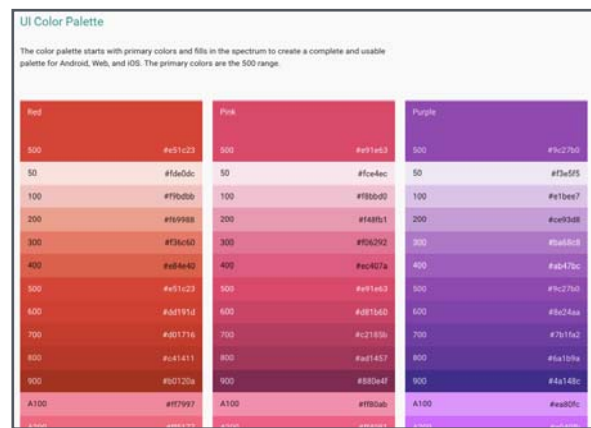 UI Color Palette
The color palette starts with primary colors and fills in the spectrum to create a complete and usable
palette for Android, Web, and iOS. The primary colors are the 500 range.
Red
500 #e51c23
50 #fde0dc
100 #f9bdbb
200 #f69988
300 #f36c60
400 #e84e40
500 #e51c23
600 #dd191d
700 #d01716
800 #c41411
900 #b0120a
A100 #ff7997
Pink
500 #e91e63
50 #fce4ec
100 #f8bbd0
200 #f48fb1
300 #f06292
400 #ec407a
500 #e91e63
600 #d81b60
700 #c2185b
800 #ad1457
900 #880e4f
A100 #ff80ab
Purple
500 #9c27b0
50 #f3e5f5
100 #e1bee7
200 #ce93d8
300 #ba68c8
400 #ab47bc
500 #9c27b0
600 #8e24aa
700 #7b1fa2
800 #6a1b9a
900 #4a148c
A100 #ea80fc